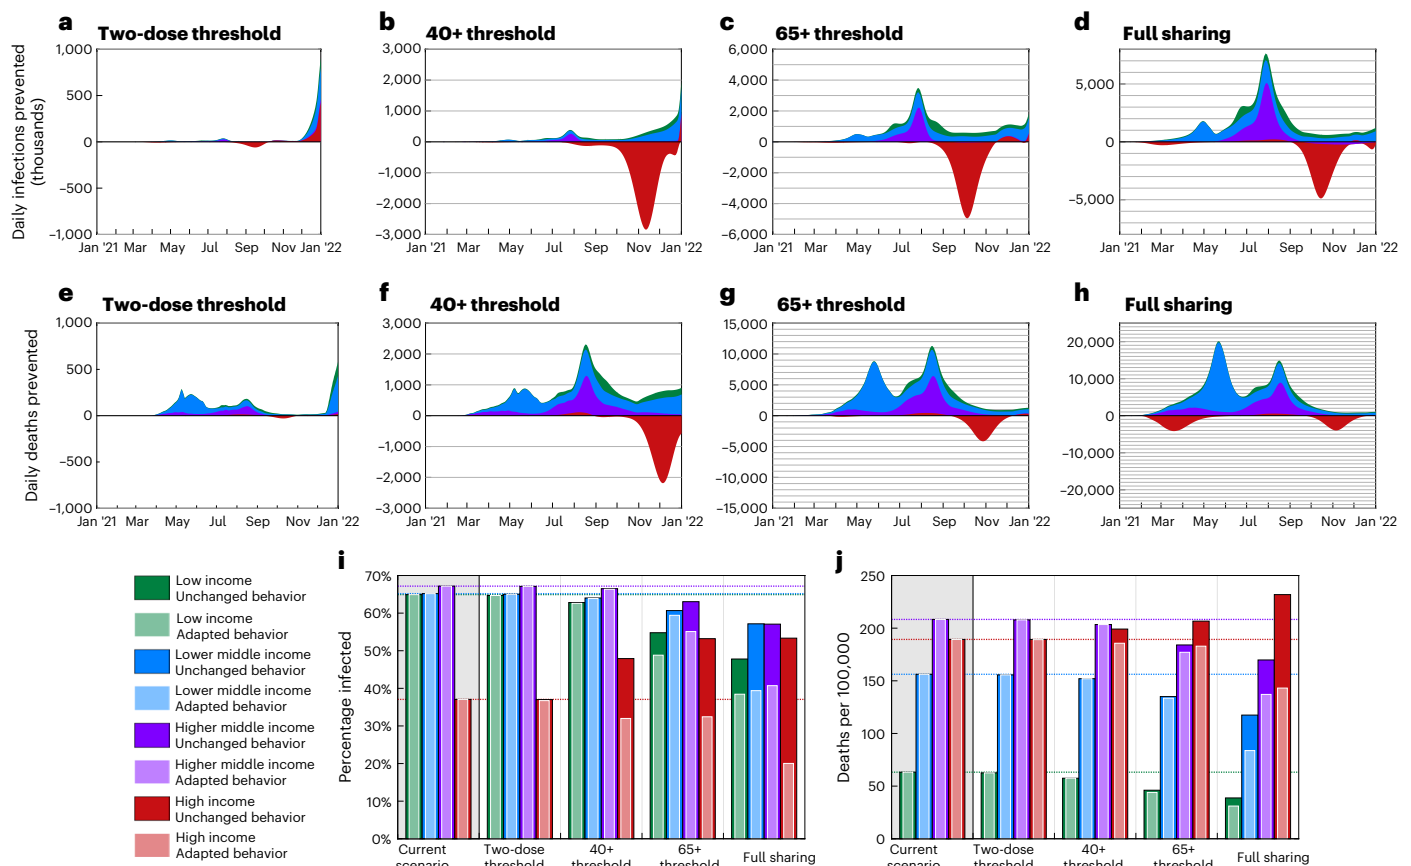 a Two-dose threshold
b 40+ threshold
c 65+ threshold
d Full sharing
Daily infections prevented
(thousands)
1,000
500
0
−500
−1,000
Jan '21 Mar May Jul Sep Nov Jan '22
3,000
2,000
1,000
0
−1,000
−2,000
−3,000
Jan '21 Mar May Jul Sep Nov Jan '22
6,000
4,000
2,000
0
−2,000
−4,000
−6,000
Jan '21 Mar May Jul Sep Nov Jan '22
5,000
0
−5,000
Jan '21 Mar May Jul Sep Nov Jan '22
e Two-dose threshold
f 40+ threshold
g 65+ threshold
h Full sharing
Daily deaths prevented
1,000
500
0
−500
−1,000
Jan '21 Mar May Jul Sep Nov Jan '22
3,000
2,000
1,000
0
−1,000
−2,000
−3,000
Jan '21 Mar May Jul Sep Nov Jan '22
15,000
10,000
5,000
0
−5,000
−10,000
−15,000
Jan '21 Mar May Jul Sep Nov Jan '22
20,000
10,000
0
−10,000
−20,000
Jan '21 Mar May Jul Sep Nov Jan '22
Low income
Unchanged behavior
Low income
Adapted behavior
Lower middle income
Unchanged behavior
Lower middle income
Adapted behavior
Higher middle income
Unchanged behavior
Higher middle income
Adapted behavior
High income
Unchanged behavior
High income
Adapted behavior
i
Percentage infected
70%
60%
50%
40%
30%
20%
10%
0%
Current
scenario
Two-dose
threshold
40+
threshold
65+
threshold
Full sharing
j
Deaths per 100,000
250
200
150
100
50
0
Current
scenario
Two-dose
threshold
40+
threshold
65+
threshold
Full sharing